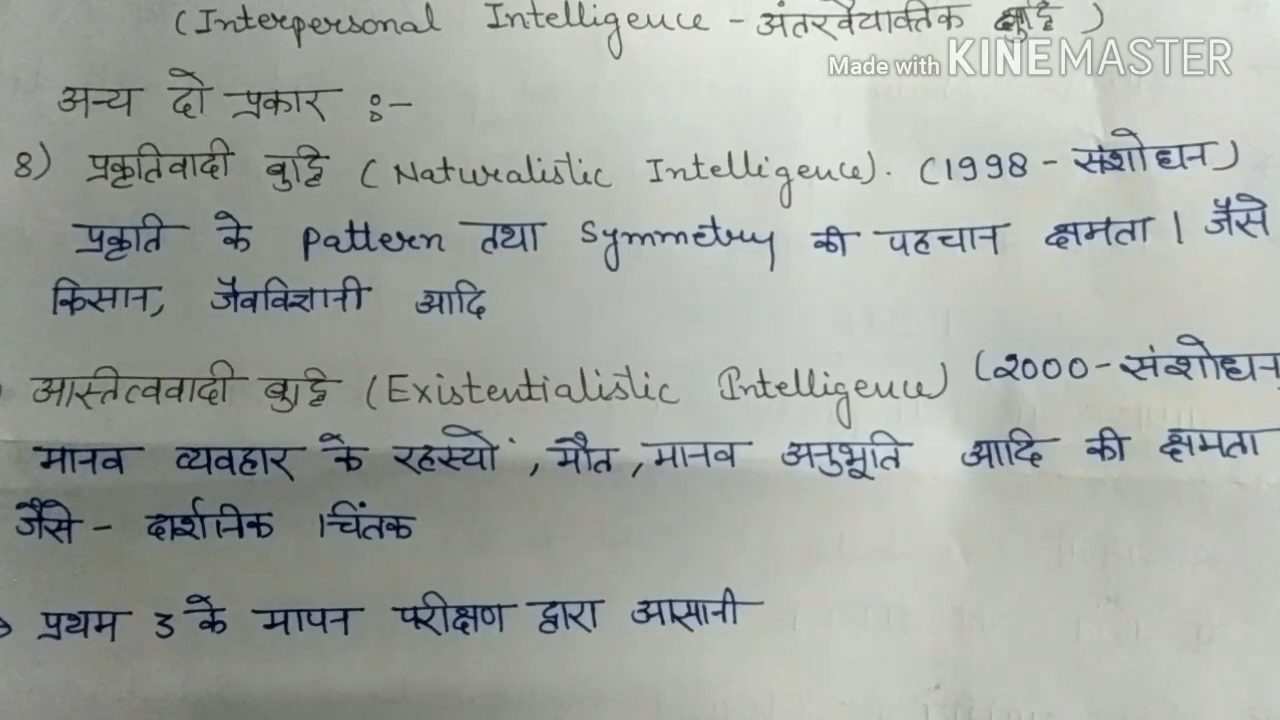 (Interpersonal Intelligence - अंतरवैयाक्तिक बुद्धि)
Made with KINEMASTER
अन्य दो प्रकार :-
8) प्रकृतिवादी बुद्धि (Naturalistic Intelligence). (1998 - संशोधन)
प्रकृति के pattern तथा Symmetry की पहचान क्षमता । जैसे
किसान, जैवविज्ञानी आदि
आस्तित्ववादी बुद्धि (Existentialistic Intelligence) (2000 - संशोधन
मानव व्यवहार के रहस्यों, मौत, मानव अनुभूति आदि की क्षमता
जैसे - दार्शनिक ।चिंतक
प्रथम 3 के मापन परीक्षण द्वारा आसानी